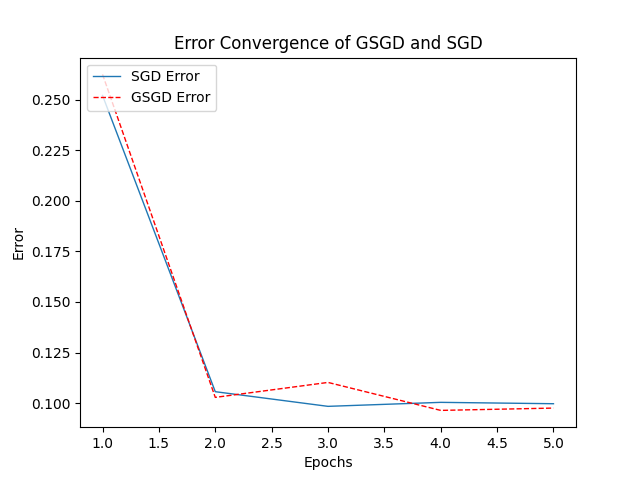 Error Convergence of GSGD and SGD
SGD Error
GSGD Error
0.250
0.225
0.200
0.175
0.150
0.125
0.100
Error
1.0 1.5 2.0 2.5 3.0 3.5 4.0 4.5 5.0
Epochs